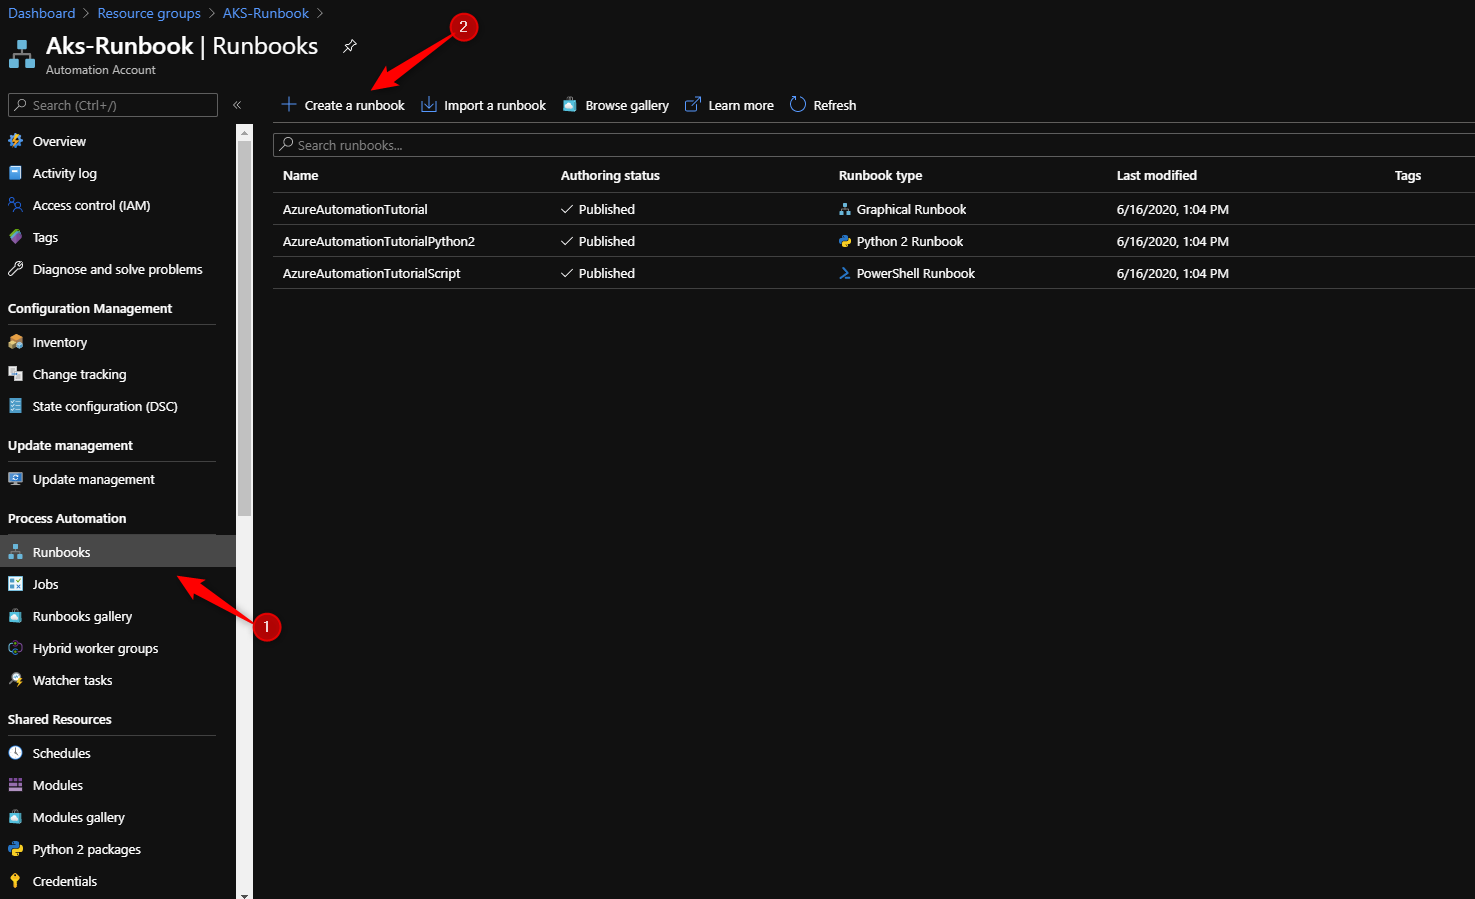 Dashboard > Resource groups > AKS-Runbook >
Aks-Runbook | Runbooks
Automation Account
2
Search (Ctrl+/)
«
Create a runbook Import a runbook Browse gallery Learn more Refresh
Search runbooks...
Name Authoring status Runbook type Last modified Tags
AzureAutomationTutorial Published Graphical Runbook 6/16/2020, 1:04 PM
AzureAutomationTutorialPython2 Published Python 2 Runbook 6/16/2020, 1:04 PM
AzureAutomationTutorialScript Published PowerShell Runbook 6/16/2020, 1:04 PM
Overview
Activity log
Access control (IAM)
Tags
Diagnose and solve problems
Configuration Management
Inventory
Change tracking
State configuration (DSC)
Update management
Update management
Process Automation
Runbooks
Jobs
1
Runbooks gallery
Hybrid worker groups
Watcher tasks
Shared Resources
Schedules
Modules
Modules gallery
Python 2 packages
Credentials